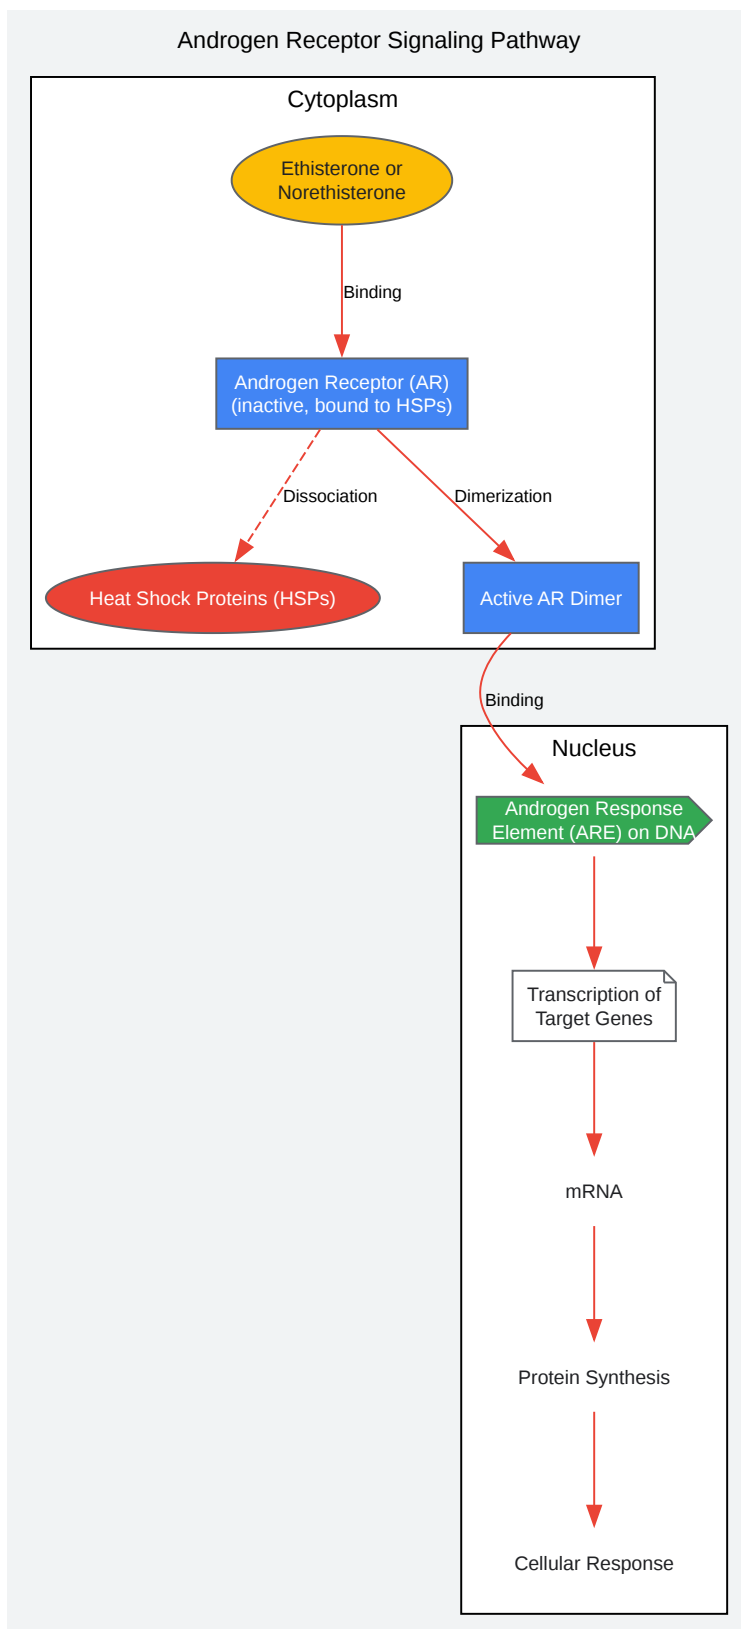 Androgen Receptor Signaling Pathway
Cytoplasm
Ethisterone or
Norethisterone
Binding
Androgen Receptor (AR)
(inactive, bound to HSPs)
Dissociation
Dimerization
Heat Shock Proteins (HSPs)
Active AR Dimer
Binding
Nucleus
Androgen Response
Element (ARE) on DNA
Transcription of
Target Genes
mRNA
Protein Synthesis
Cellular Response